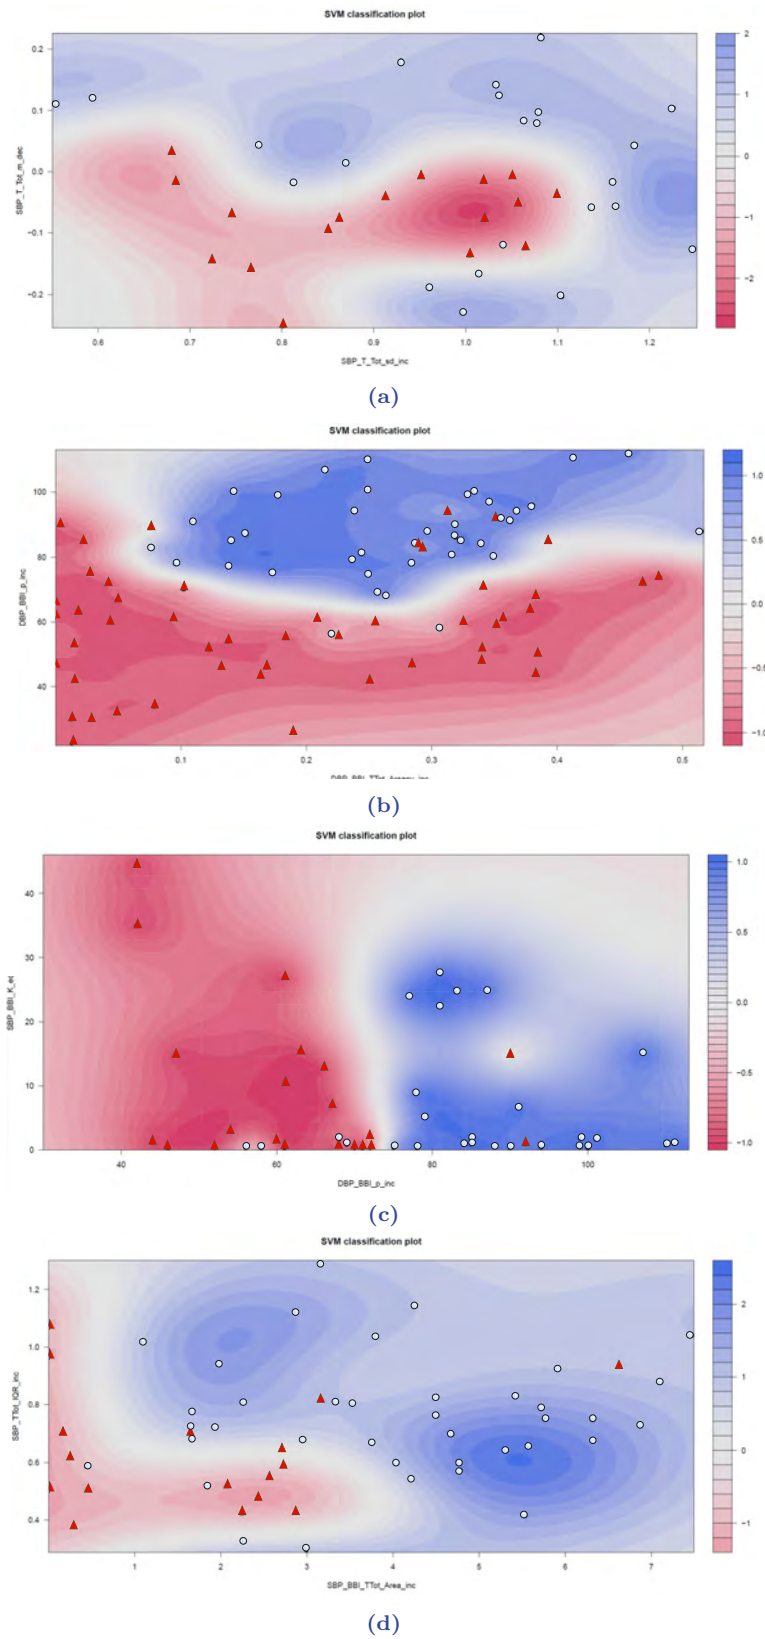 SVM classification plot
0.2
0.1
0.0
−0.1
−0.2
SBP_T_Tot_m_dec
0.6 0.7 0.8 0.9 1.0 1.1 1.2
SBP_T_Tot_sd_inc
2
1
0
−1
−2
(a)
SVM classification plot
100
80
60
40
DBP_BBI_p_inc
0.1 0.2 0.3 0.4 0.5
1.0
0.5
0.0
−0.5
−1.0
(b)
SVM classification plot
40
30
20
10
0
40 60 80 100
DBP_BBI_p_inc
1.0
0.5
0.0
−0.5
−1.0
(c)
SVM classification plot
1.2
1.0
0.8
0.6
0.4
SBP_TTot_IQR_inc
1 2 3 4 5 6 7
SBP_BBI_TTot_Area_inc
2
1
0
−1
(d)